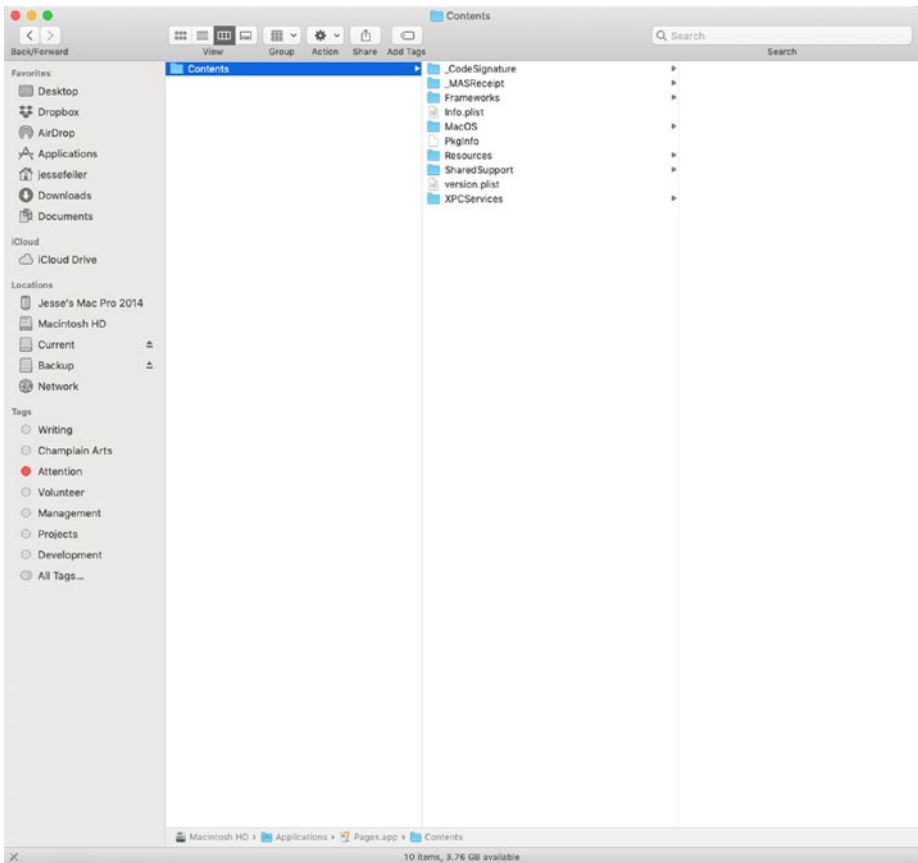 Contents
Search
Back/Forward View Group Action Share Add Tags Search
Favorites
Desktop
Dropbox
AirDrop
Applications
jessefeiler
Downloads
Documents
iCloud
iCloud Drive
Locations
Jesse's Mac Pro 2014
Macintosh HD
Current
Backup
Network
Tags
Writing
Champlain Arts
Attention
Volunteer
Management
Projects
Development
All Tags...
Contents
_CodeSignature
_MASReceipt
Frameworks
Info.plist
MacOS
PkgInfo
Resources
SharedSupport
version.plist
XPCServices
Macintosh HD › Applications › Pages.app › Contents
10 items, 3.76 GB available